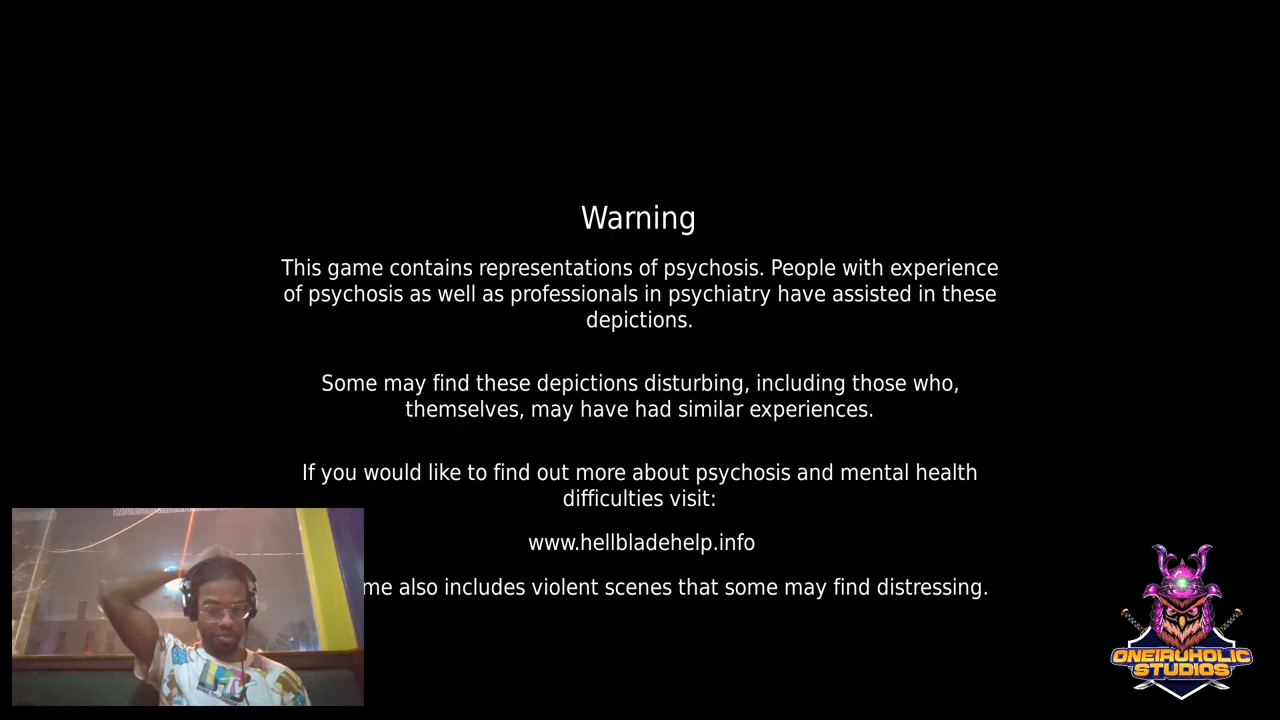 Warning
This game contains representations of psychosis. People with experience
of psychosis as well as professionals in psychiatry have assisted in these
depictions.
Some may find these depictions disturbing, including those who,
themselves, may have had similar experiences.
If you would like to find out more about psychosis and mental health
difficulties visit:
www.hellbladehelp.info
me also includes violent scenes that some may find distressing.
ONEIROHOLIC
STUDIOS